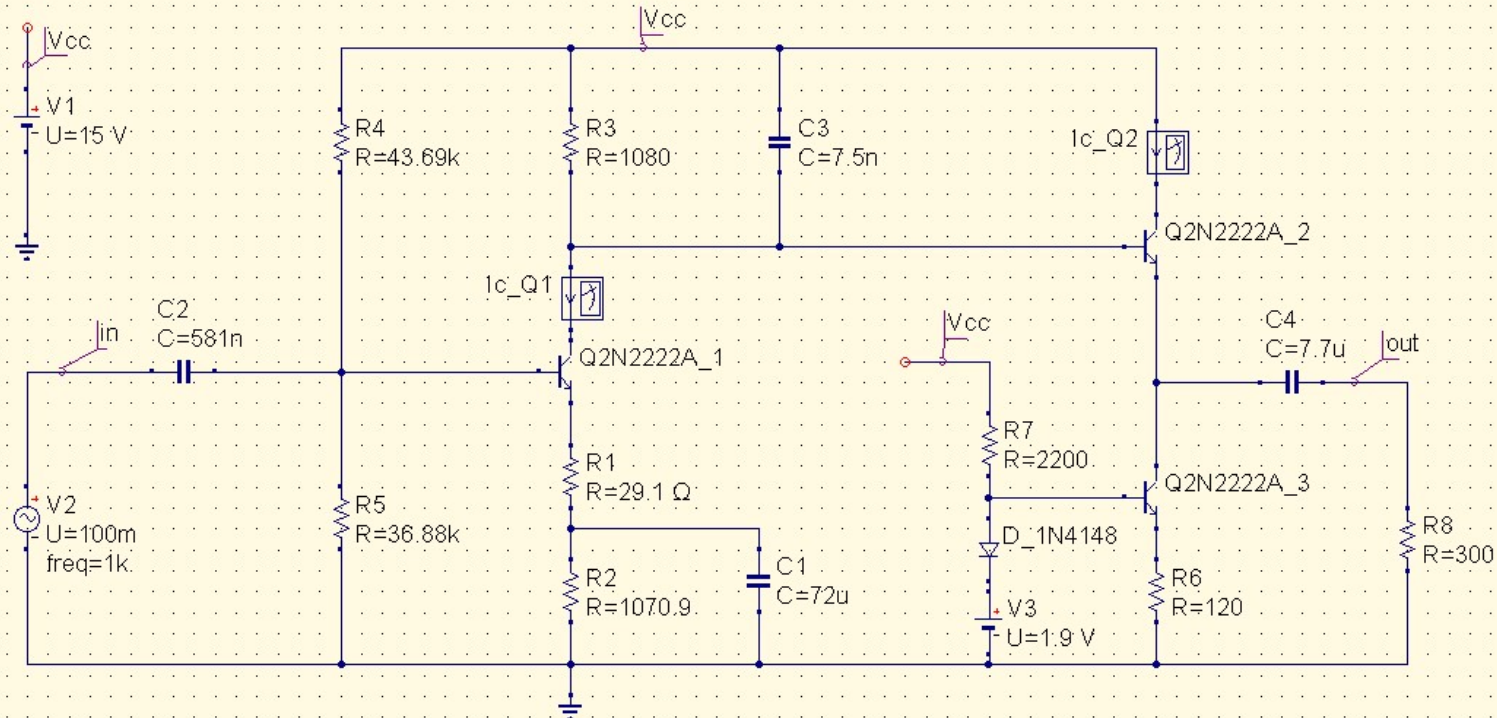 Vcc
V1
U=15 V
R4
R=43.69k
R3
R=1080
Vcc
C3
C=7.5n
Ic_Q2
Q2N2222A_2
Ic_Q1
Q2N2222A_1
in
C2
C=581n
Vcc
C4
C=7.7u
out
R7
R=2200
R1
R=29.1 Ω
Q2N2222A_3
V2
U=100m
freq=1k
R5
R=36.88k
D_1N4148
R8
R=300
R2
R=1070.9
C1
C=72u
V3
U=1.9 V
R6
R=120